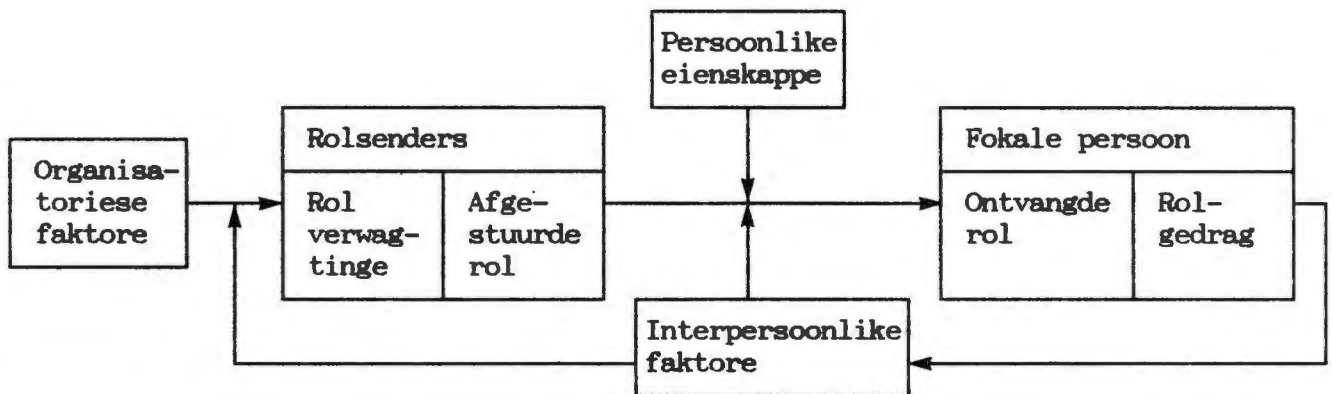 Persoonlike
eienskappe
Organisa-
toriese
faktore
Rolsenders
Rol
verwag-
tinge
Afge-
stuurde
rol
Fokale persoon
Ontvangde
rol
Rol-
gedrag
Interpersoonlike
faktore